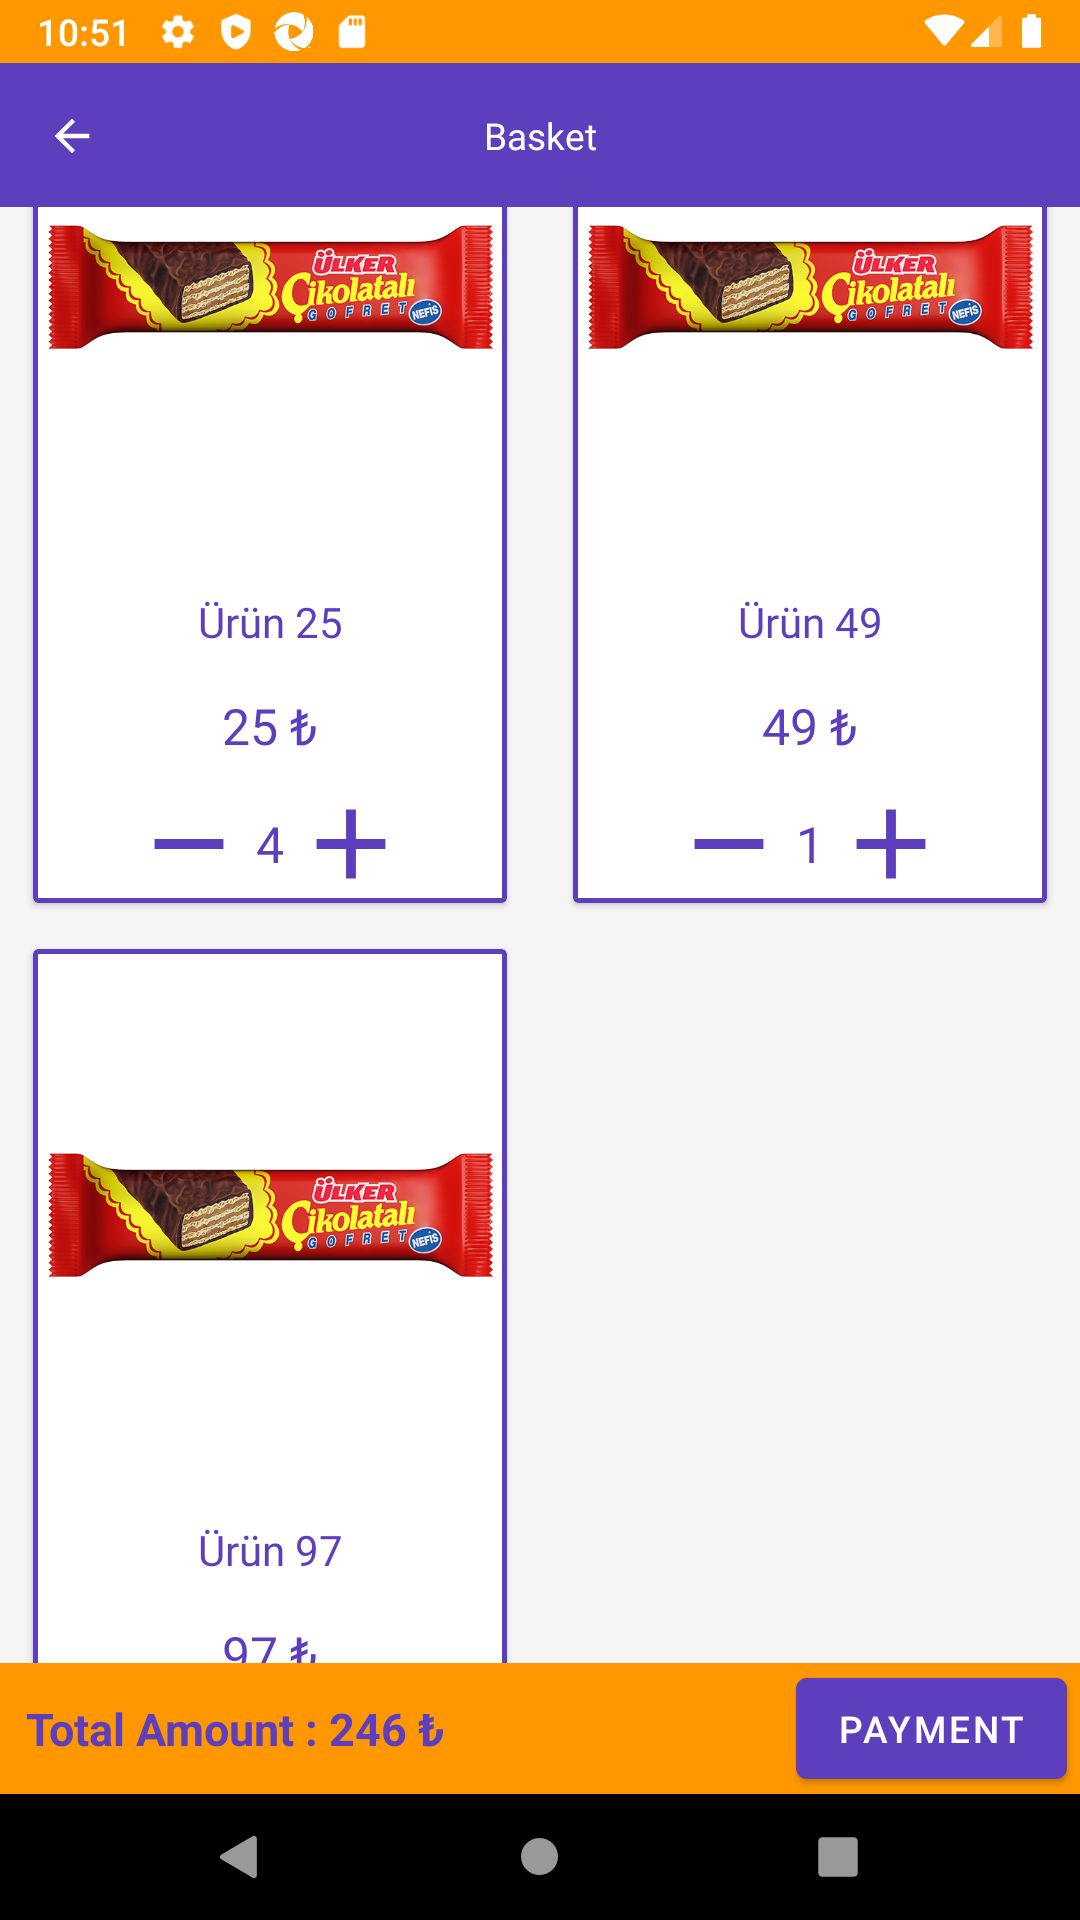 10:51
Basket
ÜLKER
Çikolatalı
GOFRET
NEFİS
ÜLKER
Çikolatalı
GOFRET
NEFİS
Ürün 25
Ürün 49
25 ₺
49 ₺
4
1
ÜLKER
Çikolatalı
GOFRET
NEFİS
Ürün 97
97 ₺
Total Amount : 246 ₺
PAYMENT